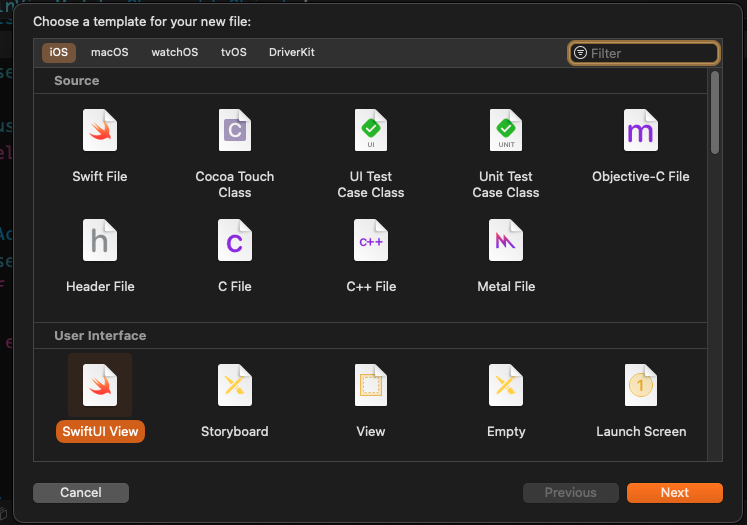 Choose a template for your new file:
iOS macOS watchOS tvOS DriverKit Filter
Source
C UI UNIT m
Swift File Cocoa Touch Class UI Test Case Class Unit Test Case Class Objective-C File
h C C++
Header File C File C++ File Metal File
User Interface
1
SwiftUI View Storyboard View Empty Launch Screen
Cancel Previous Next